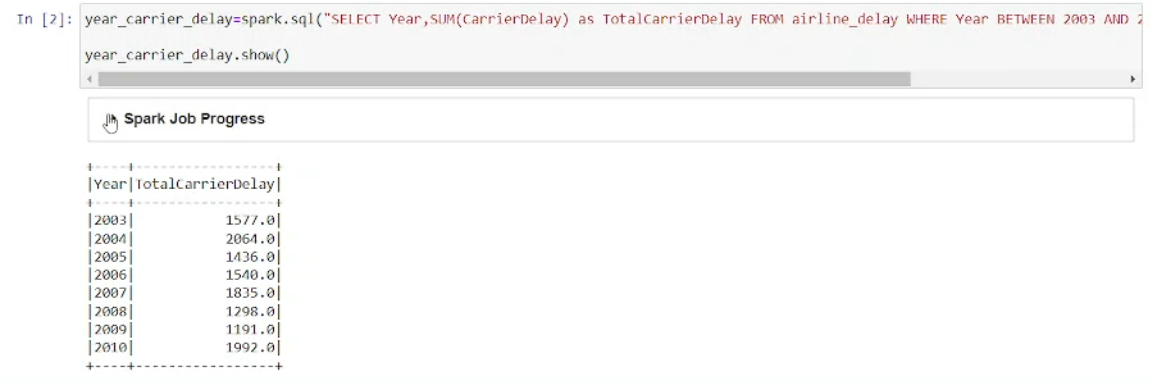 In [2]: year_carrier_delay=spark.sql("SELECT Year,SUM(CarrierDelay) as TotalCarrierDelay FROM airline_delay WHERE Year BETWEEN 2003 AND 2
year_carrier_delay.show()
Spark Job Progress
+----+-----------------+
|Year|TotalCarrierDelay|
+----+-----------------+
|2003|           1577.0|
|2004|           2064.0|
|2005|           1436.0|
|2006|           1540.0|
|2007|           1835.0|
|2008|           1298.0|
|2009|           1191.0|
|2010|           1992.0|
+----+-----------------+